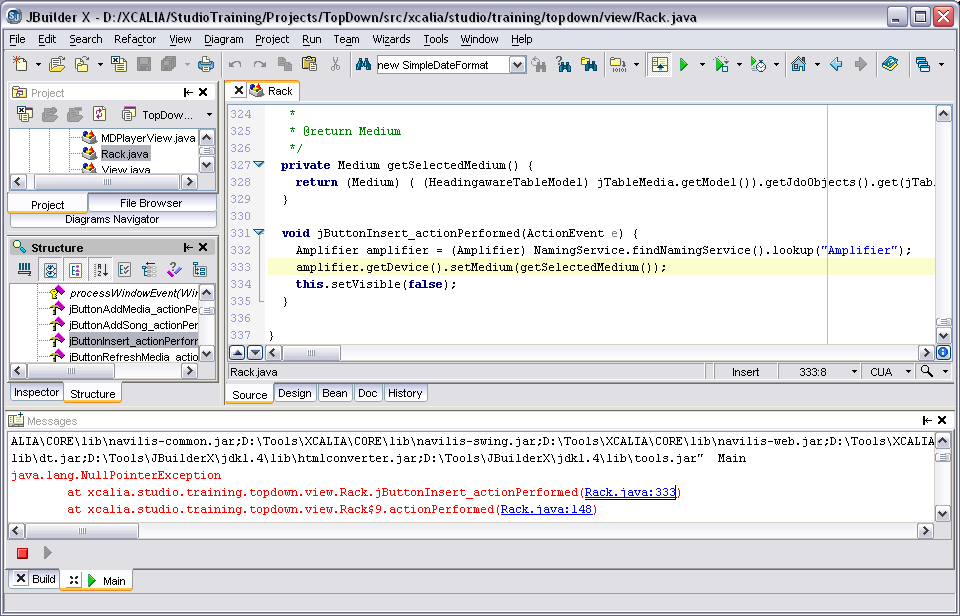 JBuilder X - D:/XCALIA/StudioTraining/Projects/TopDown/src/xcalia/studio/training/topdown/view/Rack.java
File Edit Search Refactor View Diagram Project Run Team Wizards Tools Window Help
new SimpleDateFormat
Project
TopDow...
MDPlayerView.java
Rack.java
View.java
Project File Browser
Diagrams Navigator
Structure
processWindowEvent(Wir
jButtonAddMedia_actionPe
jButtonAddSong_actionPer
jButtonInsert_actionPerform
jButtonRefreshMedia_actio
Inspector Structure
Rack
324 *
325 * @return Medium
326 */
327 private Medium getSelectedMedium() {
328 return (Medium) ( (HeadingawareTableModel) jTableMedia.getModel()).getJdoObjects().get(jTab
329 }
330
331 void jButtonInsert_actionPerformed(ActionEvent e) {
332 Amplifier amplifier = (Amplifier) NamingService.findNamingService().lookup("Amplifier");
333 amplifier.getDevice().setMedium(getSelectedMedium());
334 this.setVisible(false);
335 }
336
337 }
Rack.java Insert 333:8 CUA
Source Design Bean Doc History
Messages
ALIA\CORE\lib\navilis-common.jar;D:\Tools\XCALIA\CORE\lib\navilis-swing.jar;D:\Tools\XCALIA\CORE\lib\navilis-web.jar;D:\Tools\XCALIA
lib\dt.jar;D:\Tools\JBuilderX\jdk1.4\lib\htmlconverter.jar;D:\Tools\JBuilderX\jdk1.4\lib\tools.jar" Main
java.lang.NullPointerException
at xcalia.studio.training.topdown.view.Rack.jButtonInsert_actionPerformed(Rack.java:333)
at xcalia.studio.training.topdown.view.Rack$9.actionPerformed(Rack.java:148)
Build Main